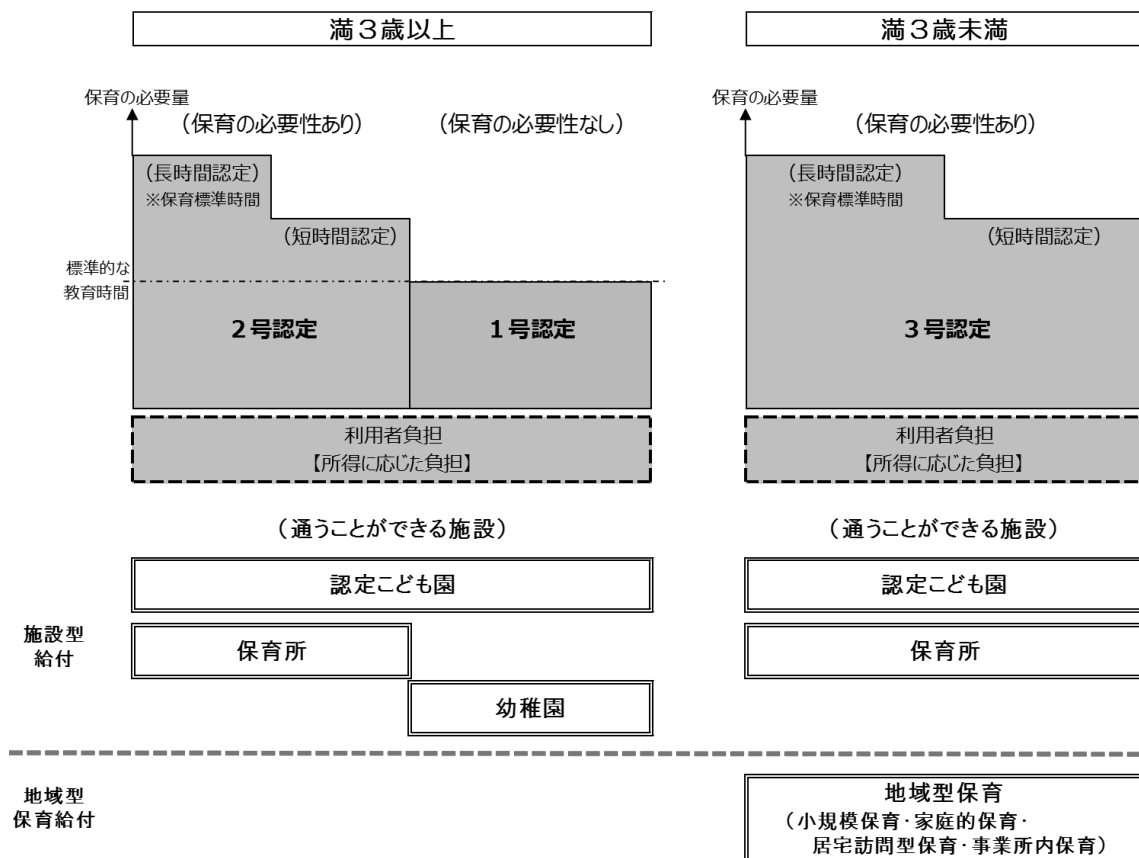 満３歳以上
満３歳未満
保育の必要量
(保育の必要性あり)
(保育の必要性なし)
(長時間認定)
※保育標準時間
(短時間認定)
標準的な
教育時間
２号認定
１号認定
利用者負担
【所得に応じた負担】
保育の必要量
(保育の必要性あり)
(長時間認定)
※保育標準時間
(短時間認定)
３号認定
利用者負担
【所得に応じた負担】
（通うことができる施設）
（通うことができる施設）
認定こども園
認定こども園
施設型
給付
保育所
保育所
幼稚園
地域型
保育給付
地域型保育
（小規模保育・家庭的保育・
居宅訪問型保育・事業所内保育）